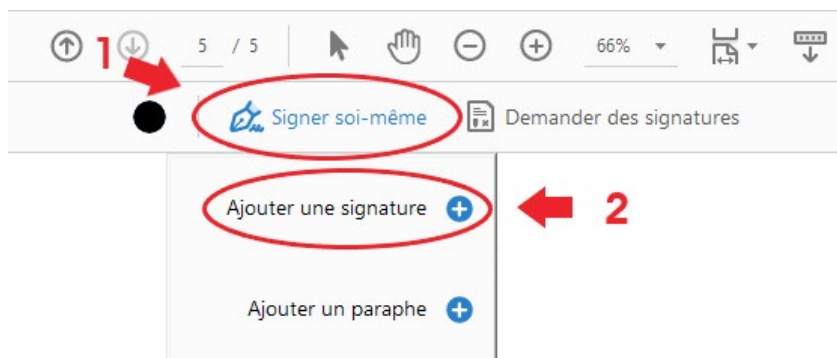 1 5 / 5 66%
Signer soi-même Demander des signatures
Ajouter une signature 2
Ajouter un paraphe